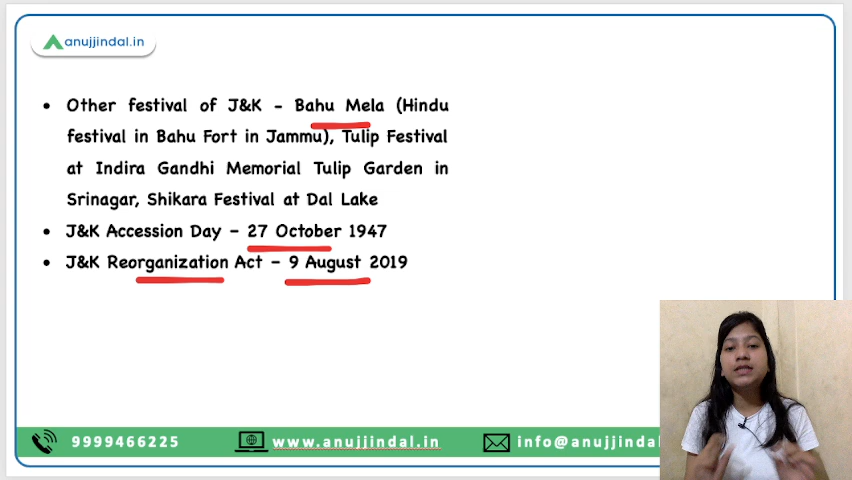 anujjindal.in
• Other festival of J&K - Bahu Mela (Hindu
festival in Bahu Fort in Jammu), Tulip Festival
at Indira Gandhi Memorial Tulip Garden in
Srinagar, Shikara Festival at Dal Lake
• J&K Accession Day – 27 October 1947
• J&K Reorganization Act – 9 August 2019
9999466225 www.anujjindal.in info@anujjindal